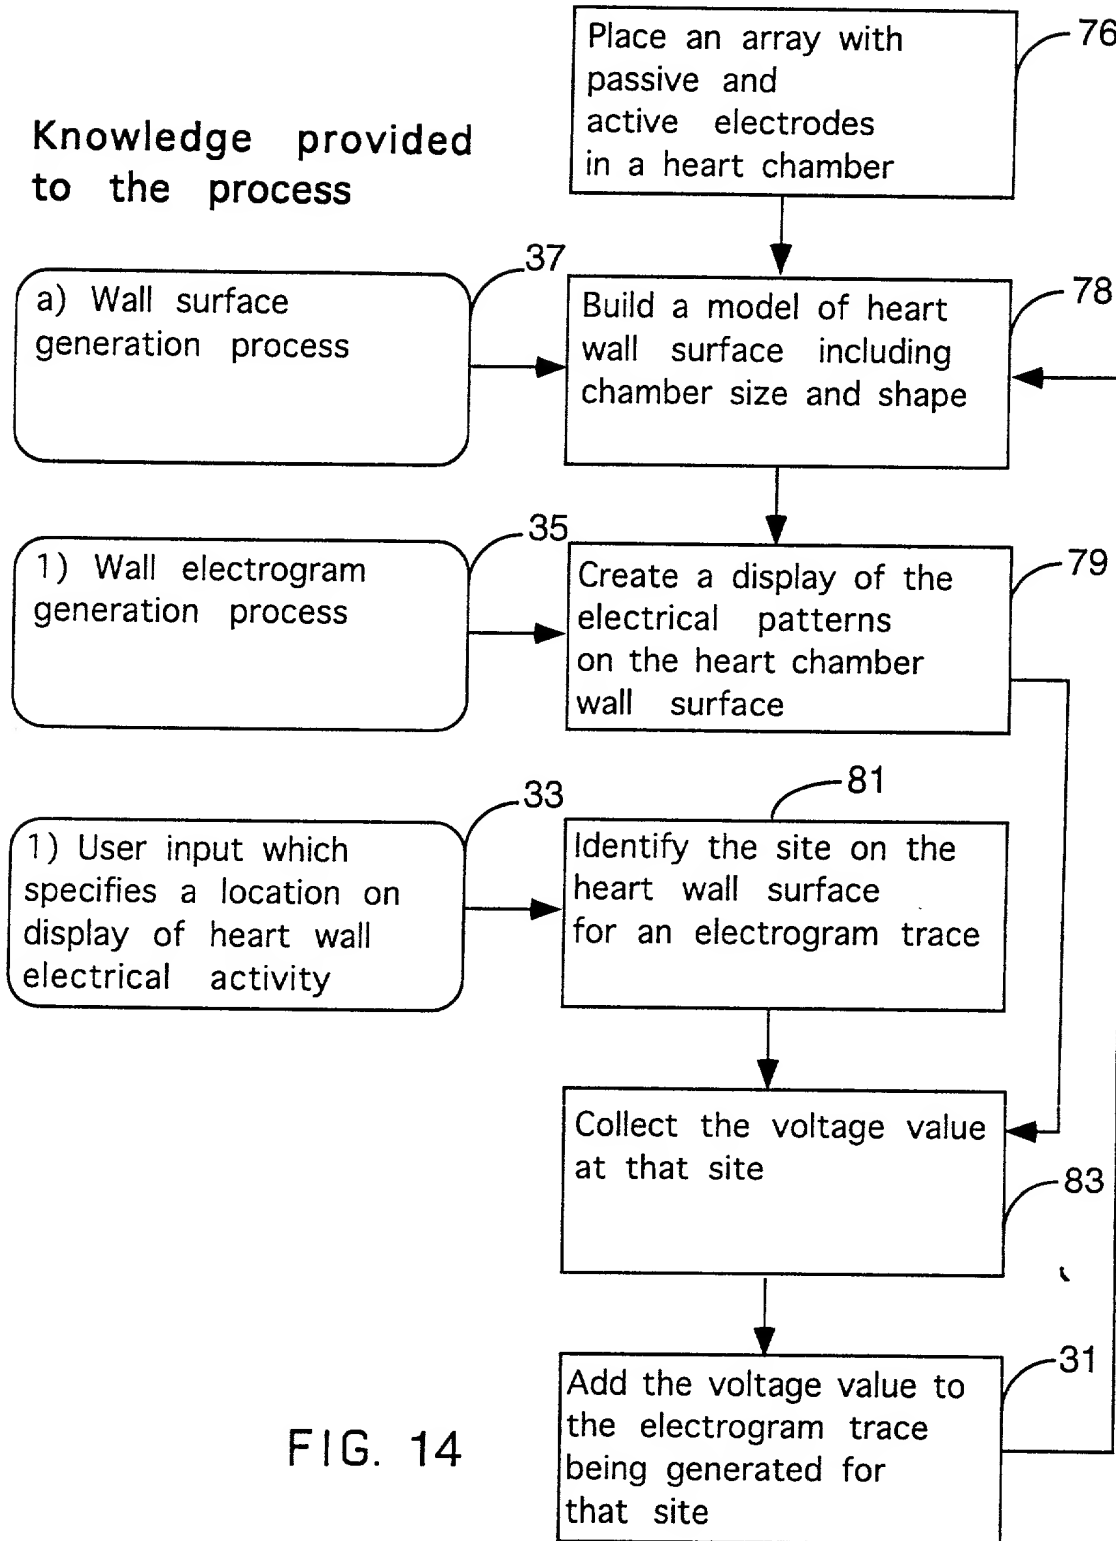 Place an array with
passive and
active electrodes
in a heart chamber
76
Knowledge provided
to the process
a) Wall surface
generation process
37
Build a model of heart
wall surface including
chamber size and shape
78
1) Wall electrogram
generation process
35
Create a display of the
electrical patterns
on the heart chamber
wall surface
79
1) User input which
specifies a location on
display of heart wall
electrical activity
33
81
Identify the site on the
heart wall surface
for an electrogram trace
Collect the voltage value
at that site
83
Add the voltage value to
the electrogram trace
being generated for
that site
31
FIG. 14